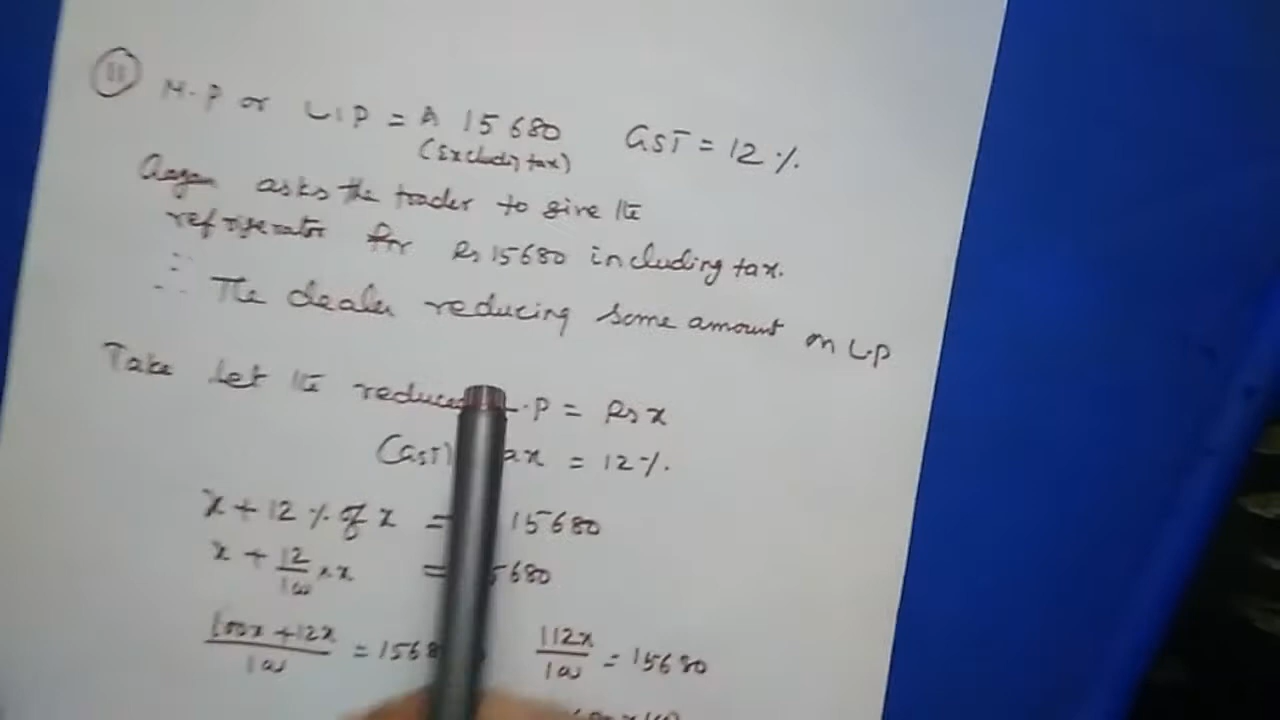 11 M.P or L.P = Rs 15680 GST = 12 %.
(Excluding tax)
asks the trader to give the
refrigerator for Rs 15680 including tax.
∴ The dealer reducing some amount on L.P
Take Let the reduced L.P = Rs x
(GST) Tax = 12 %.
x + 12 % of x = 15680
x + 12/100 × x = 15680
100x + 12x / 100 = 1568 112x / 100 = 15680